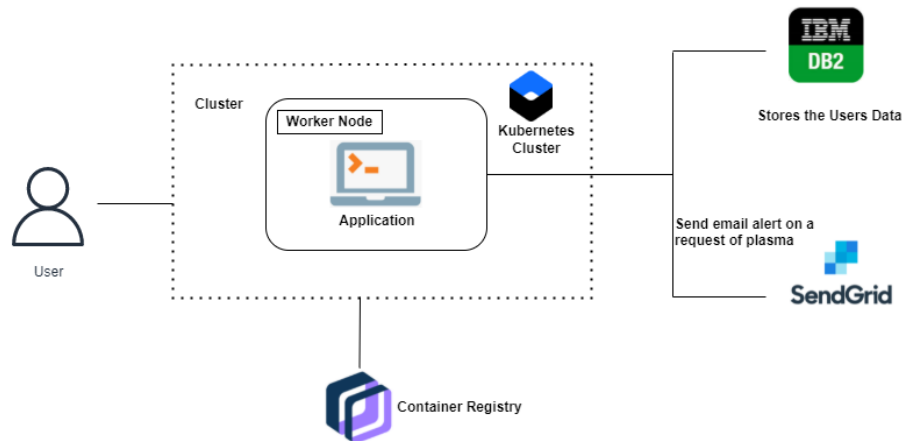 IBM
DB2
Stores the Users Data
Cluster
Worker Node
Kubernetes
Cluster
Application
User
Send email alert on a
request of plasma
SendGrid
Container Registry